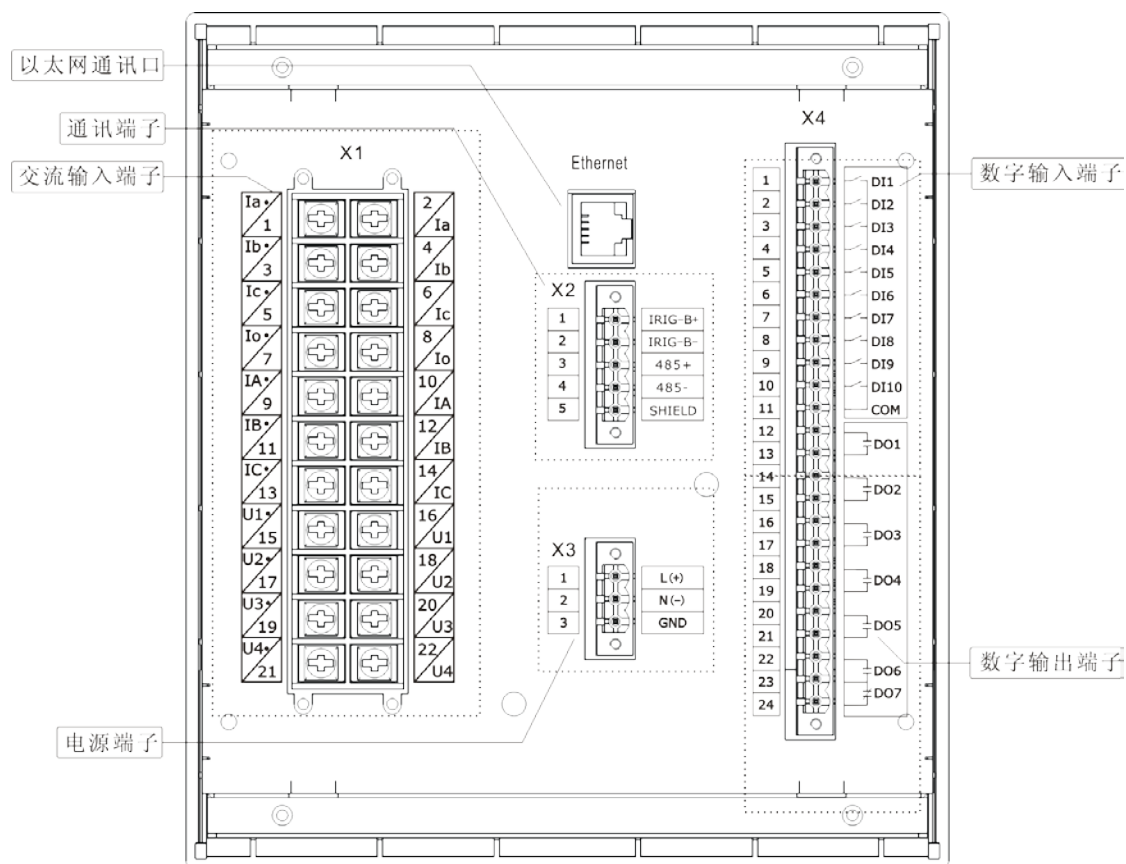 以太网通讯口
通讯端子
交流输入端子
X1
Ia• 1 2 Ia
Ib• 3 4 Ib
Ic• 5 6 Ic
Io• 7 8 Io
IA• 9 10 IA
IB• 11 12 IB
IC• 13 14 IC
U1• 15 16 U1
U2• 17 18 U2
U3• 19 20 U3
U4• 21 22 U4
Ethernet
X2
1 IRIG-B+
2 IRIG-B-
3 485+
4 485-
5 SHIELD
X3
1 L(+)
2 N(-)
3 GND
电源端子
X4
1 DI1
2 DI2
3 DI3
4 DI4
5 DI5
6 DI6
7 DI7
8 DI8
9 DI9
10 DI10
11 COM
12
13
DO1
14
15
DO2
16
17
DO3
18
19
DO4
20
21
DO5
22
23
24
DO6
DO7
数字输入端子
数字输出端子